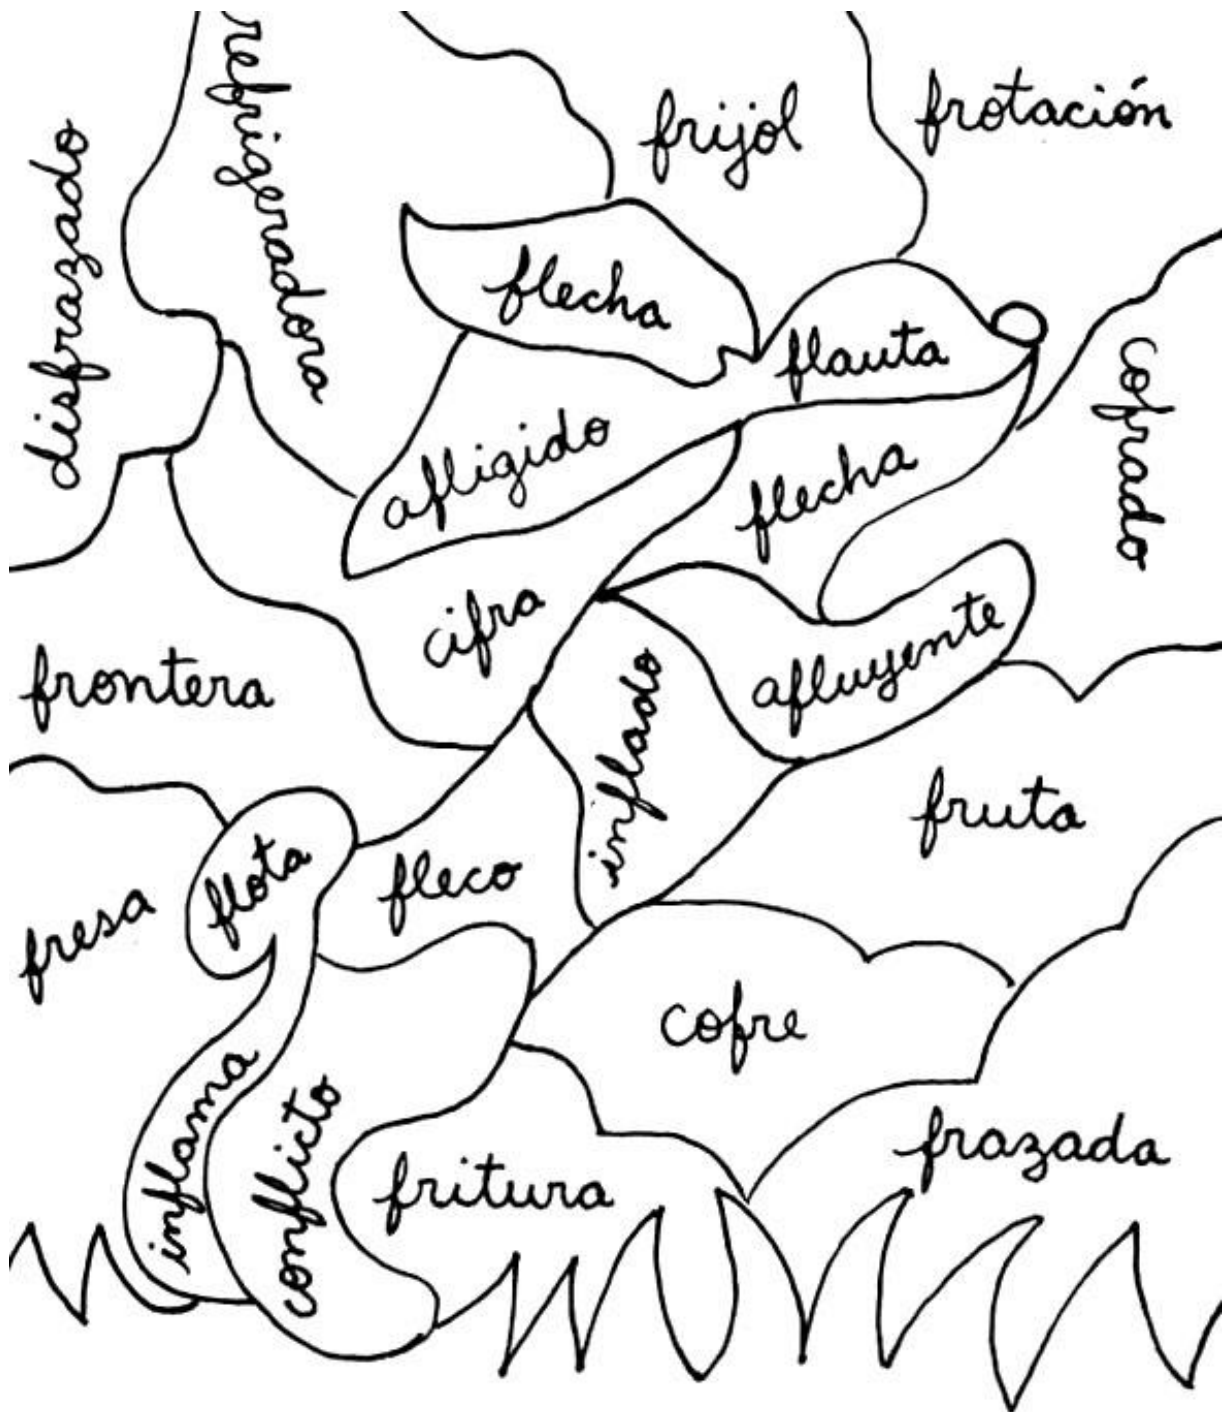 refrigeradora
frijol
frotación
disfrazado
flecha
flauta
cofrado
afligido
flecha
cifra
afluyente
frontera
inflado
fruta
flota
fleco
fresa
cofre
inflama
conflicto
fritura
frazada